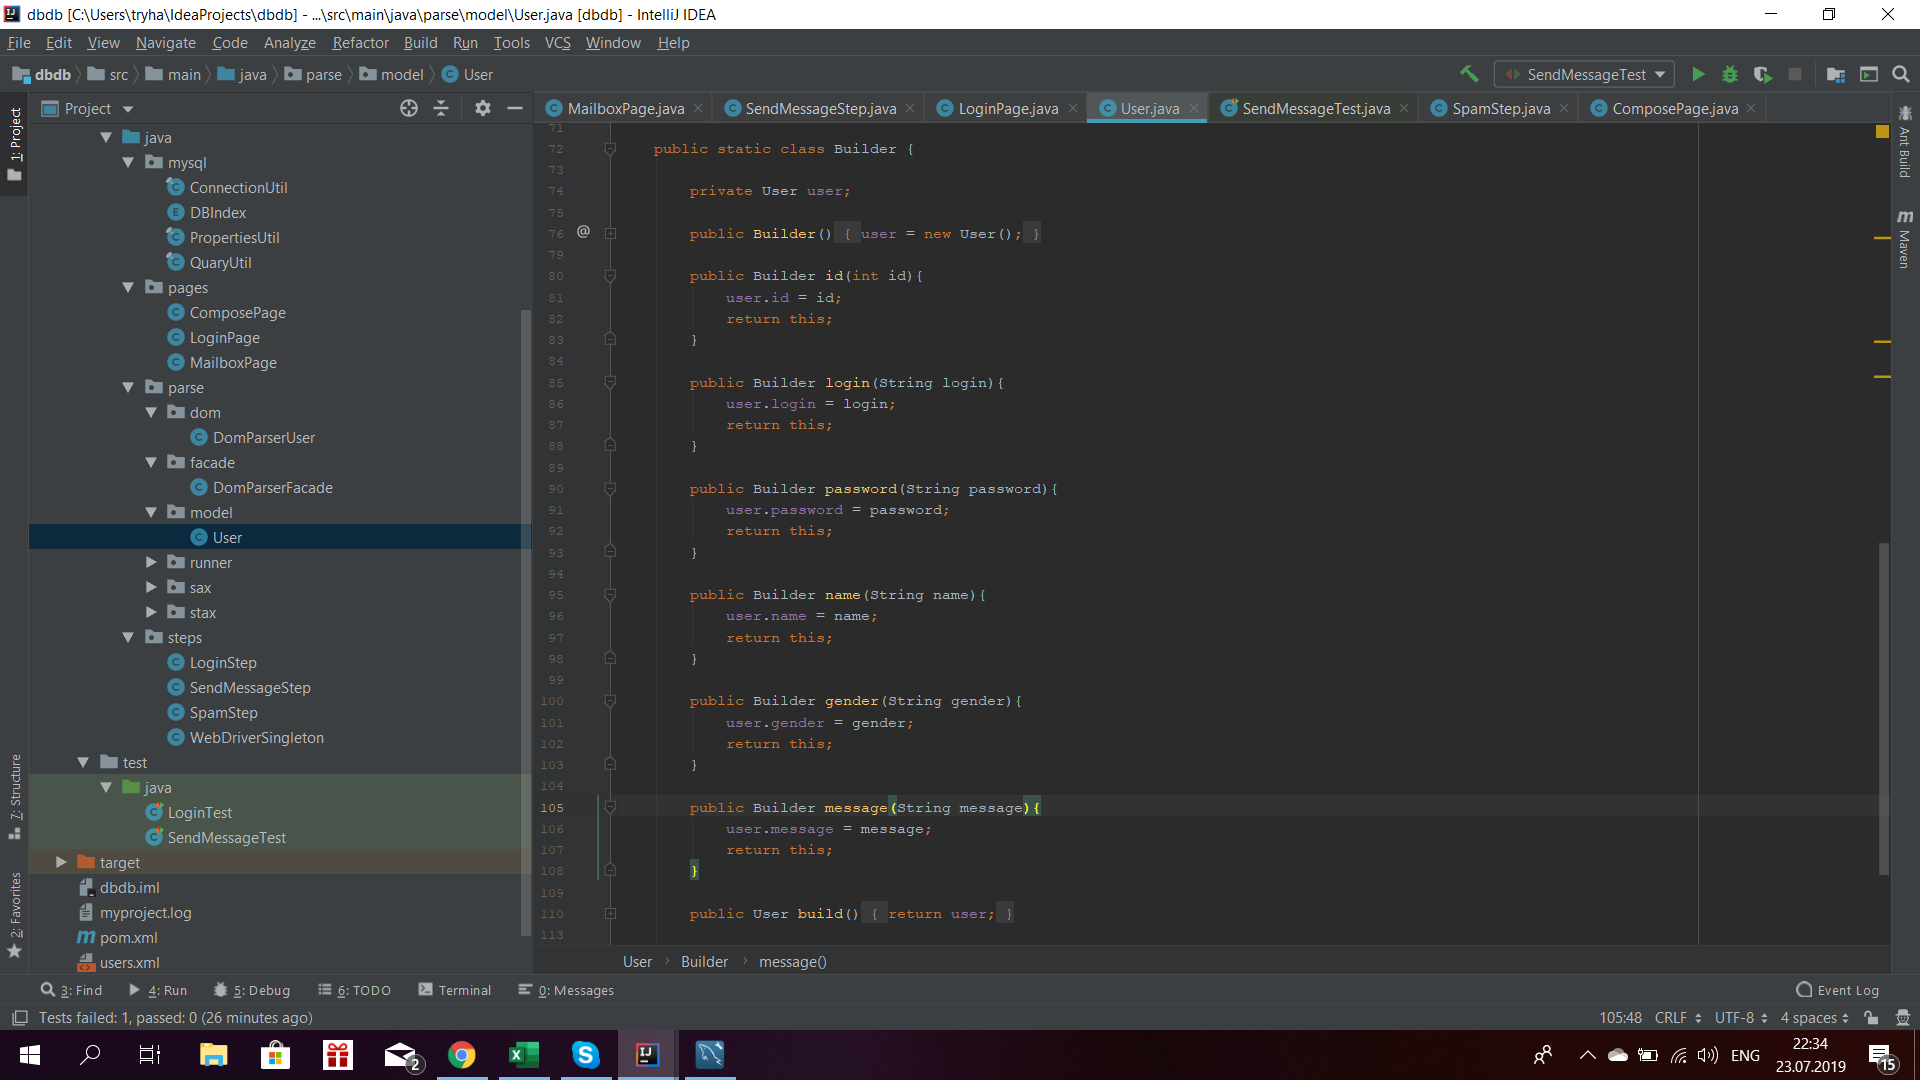 dbdb [C:\Users\tryha\IdeaProjects\dbdb] - ...\src\main\java\parse\model\User.java [dbdb] - IntelliJ IDEA
File Edit View Navigate Code Analyze Refactor Build Run Tools VCS Window Help
dbdb src main java parse model User
SendMessageTest
Project
MailboxPage.java SendMessageStep.java LoginPage.java User.java SendMessageTest.java SpamStep.java ComposePage.java
1: Project
7: Structure
2: Favorites
java
mysql
ConnectionUtil
DBIndex
PropertiesUtil
QuaryUtil
pages
ComposePage
LoginPage
MailboxPage
parse
dom
DomParserUser
facade
DomParserFacade
model
User
runner
sax
stax
steps
LoginStep
SendMessageStep
SpamStep
WebDriverSingleton
test
java
LoginTest
SendMessageTest
target
dbdb.iml
myproject.log
pom.xml
users.xml
71
72 public static class Builder {
73
74 private User user;
75
76 @ public Builder() { user = new User(); }
79
80 public Builder id(int id){
81 user.id = id;
82 return this;
83 }
84
85 public Builder login(String login){
86 user.login = login;
87 return this;
88 }
89
90 public Builder password(String password){
91 user.password = password;
92 return this;
93 }
94
95 public Builder name(String name){
96 user.name = name;
97 return this;
98 }
99
100 public Builder gender(String gender){
101 user.gender = gender;
102 return this;
103 }
104
105 public Builder message(String message){
106 user.message = message;
107 return this;
108 }
109
110 public User build() { return user; }
113
User Builder message()
Ant Build
Maven
3: Find 4: Run 5: Debug 6: TODO Terminal 0: Messages Event Log
Tests failed: 1, passed: 0 (26 minutes ago) 105:48 CRLF UTF-8 4 spaces
2 ENG 22:34
23.07.2019 15